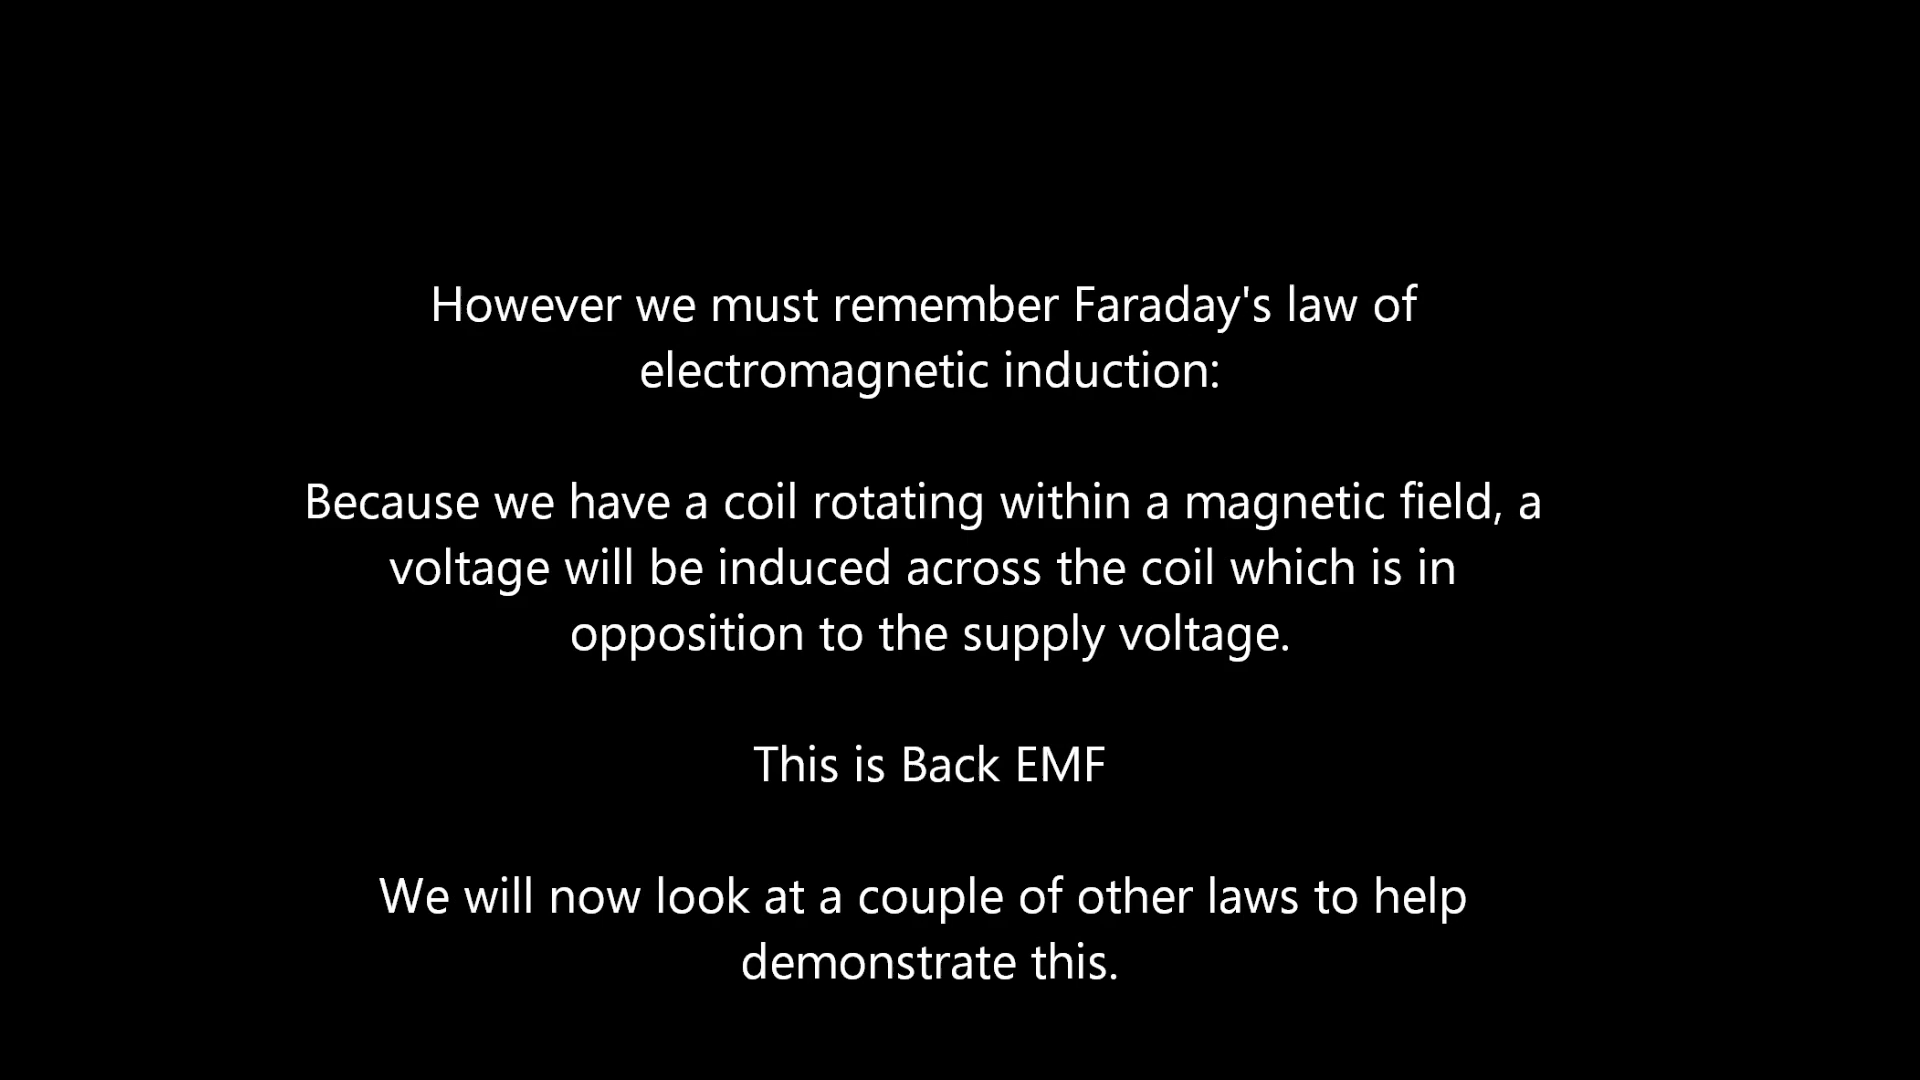 However we must remember Faraday's law of
electromagnetic induction:
Because we have a coil rotating within a magnetic field, a
voltage will be induced across the coil which is in
opposition to the supply voltage.
This is Back EMF
We will now look at a couple of other laws to help
demonstrate this.